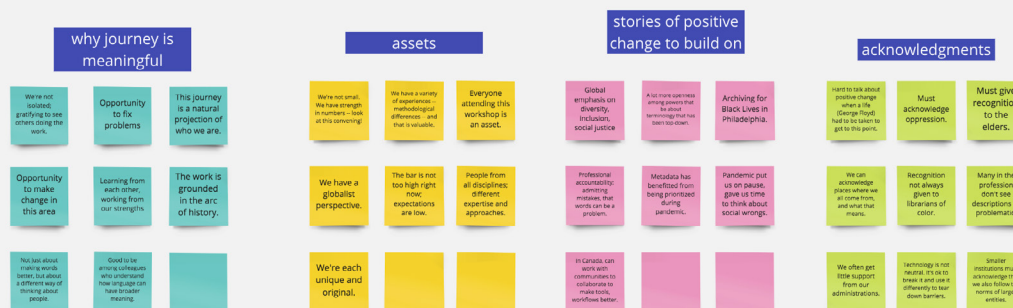 why journey is
meaningful
We're not
isolated;
gratifying to see
others doing the
work.
Opportunity
to fix
problems
This journey
is a natural
projection of
who we are.
Opportunity
to make
change in
this area
Learning from
each other,
working from
our strengths
The work is
grounded
in the arc
of history.
Not just about
making words
better, but about
a different way of
thinking about
people.
Good to be
among colleagues
who understand
how language can
have broader
meaning.
assets
We're not small.
We have strength
in numbers -- look
at this convening!
We have a variety
of experiences --
methodological
differences -- and
that is valuable.
Everyone
attending this
workshop is
an asset.
We have a
globalist
perspective.
The bar is not
too high right
now;
expectations
are low.
People from
all disciplines;
different
expertise and
approaches.
We're each
unique and
original.
stories of positive
change to build on
Global
emphasis on
diversity,
inclusion,
social justice
A lot more openness
among powers that
be about
terminology that has
been top-down.
Archiving for
Black Lives in
Philadelphia.
Professional
accountability:
admitting
mistakes, that
words can be a
problem.
Metadata has
benefitted from
being prioritized
during
pandemic.
Pandemic put
us on pause,
gave us time
to think about
social wrongs.
In Canada, can
work with
communities to
collaborate to
make tools,
workflows better.
acknowledgments
Hard to talk about
positive change
when a life
(George Floyd)
had to be taken to
get to this point.
Must
acknowledge
oppression.
Must give
recognition
to the
elders.
We can
acknowledge
places where we
all come from,
and what that
means.
Recognition
not always
given to
librarians of
color.
Many in the
profession
don't see
descriptions
problematic
We often get
little support
from our
administrations.
Technology is not
neutral. It's ok to
break it and use it
differently to tear
down barriers.
Smaller
institutions
acknowledge
we also follow
norms of large
entities.